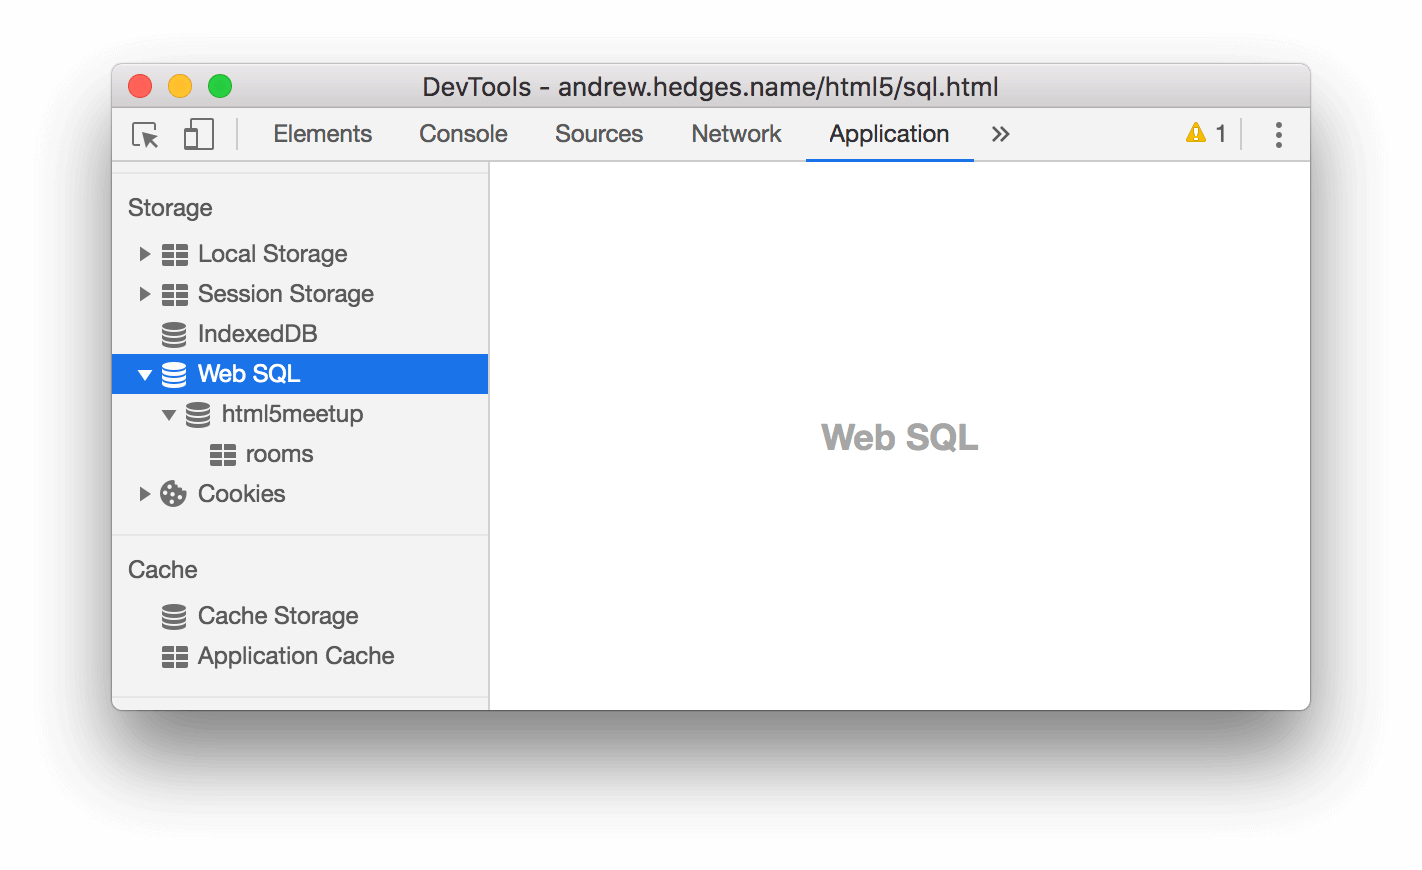 DevTools - andrew.hedges.name/html5/sql.html
Elements Console Sources Network Application » 1
Storage
Local Storage
Session Storage
IndexedDB
Web SQL
html5meetup
rooms
Cookies
Cache
Cache Storage
Application Cache
Web SQL